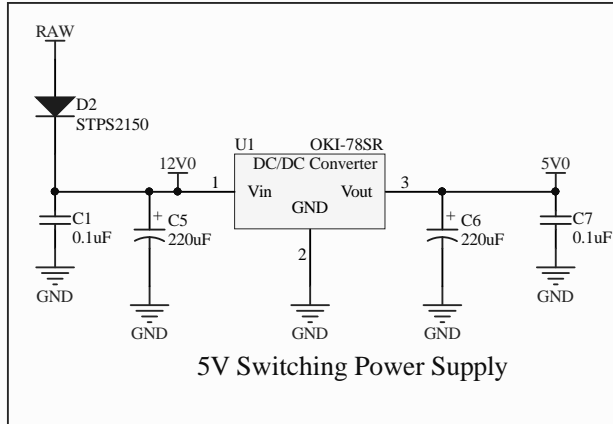 RAW
D2
STPS2150
U1 OKI-78SR
12V0 DC/DC Converter 5V0
1 Vin Vout 3
GND
C1
0.1uF
+ C5
220uF
2
+ C6
220uF
C7
0.1uF
GND GND GND GND GND
5V Switching Power Supply